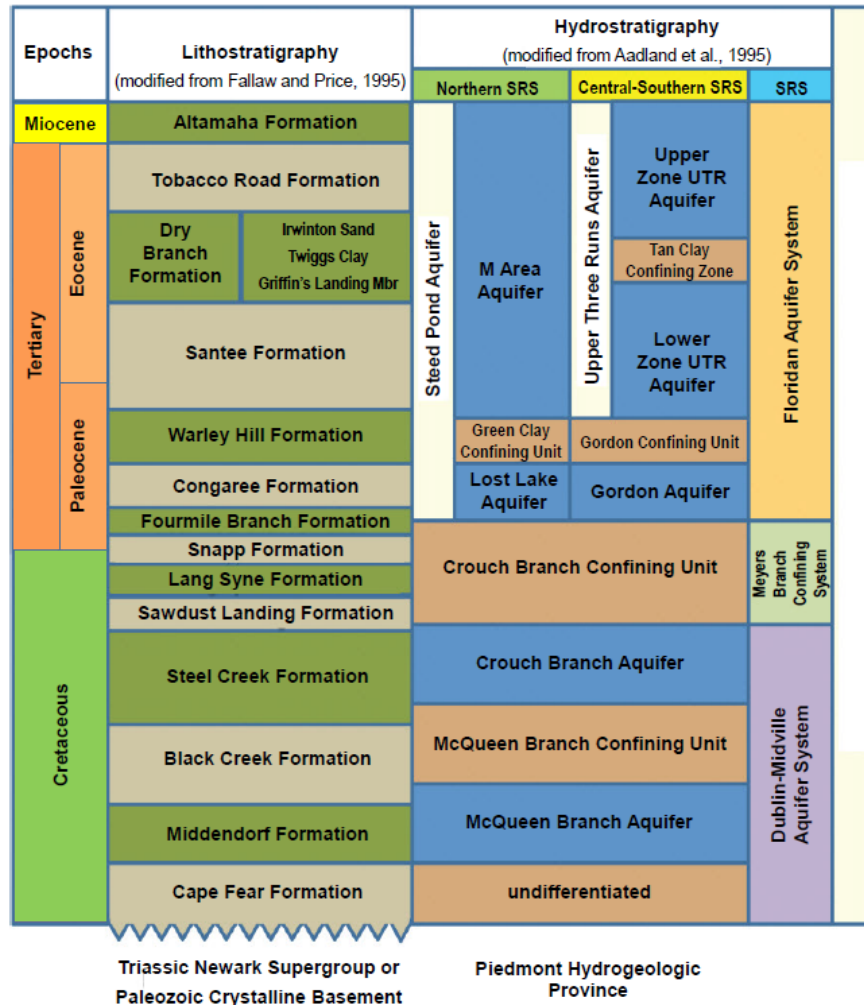 Epochs
Lithostratigraphy
(modified from Fallaw and Price, 1995)
Hydrostratigraphy
(modified from Aadland et al., 1995)
Northern SRS
Central-Southern SRS
SRS
Miocene
Tertiary
Eocene
Paleocene
Cretaceous
Altamaha Formation
Tobacco Road Formation
Dry
Branch
Formation
Irwinton Sand
Twiggs Clay
Griffin's Landing Mbr
Santee Formation
Warley Hill Formation
Congaree Formation
Fourmile Branch Formation
Snapp Formation
Lang Syne Formation
Sawdust Landing Formation
Steel Creek Formation
Black Creek Formation
Middendorf Formation
Cape Fear Formation
Triassic Newark Supergroup or
Paleozoic Crystalline Basement
Steed Pond Aquifer
M Area
Aquifer
Green Clay
Confining Unit
Lost Lake
Aquifer
Upper Three Runs Aquifer
Upper
Zone UTR
Aquifer
Tan Clay
Confining Zone
Lower
Zone UTR
Aquifer
Gordon Confining Unit
Gordon Aquifer
Crouch Branch Confining Unit
Crouch Branch Aquifer
McQueen Branch Confining Unit
McQueen Branch Aquifer
undifferentiated
Piedmont Hydrogeologic
Province
Floridan Aquifer System
Meyers
Branch
Confining
System
Dublin-Midville
Aquifer System